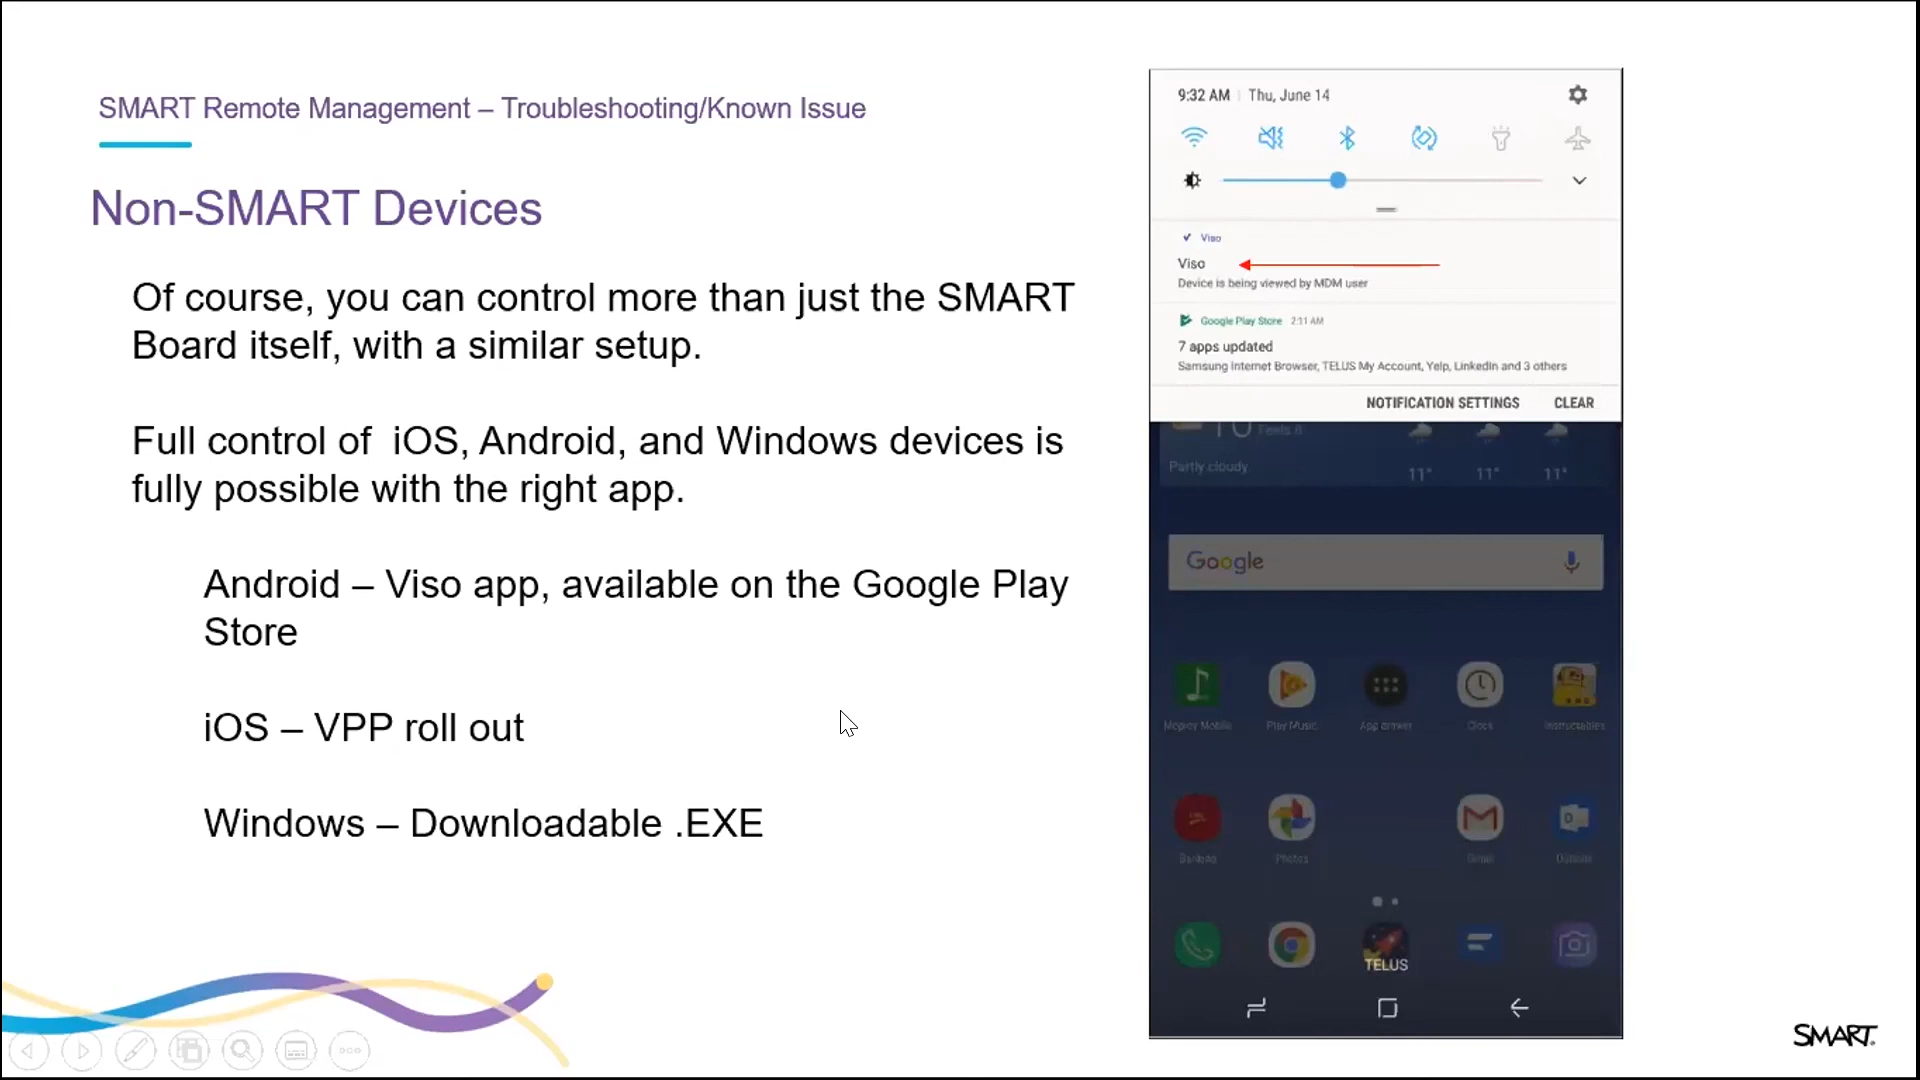 SMART Remote Management – Troubleshooting/Known Issue
Non-SMART Devices
Of course, you can control more than just the SMART
Board itself, with a similar setup.
Full control of  iOS, Android, and Windows devices is
fully possible with the right app.
Android – Viso app, available on the Google Play
Store
iOS – VPP roll out
Windows – Downloadable .EXE
9:32 AM | Thu, June 14
Viso
Viso
Device is being viewed by MDM user
Google Play Store 2:11 AM
7 apps updated
Samsung Internet Browser, TELUS My Account, Yelp, LinkedIn and 3 others
NOTIFICATION SETTINGS CLEAR
Feels
Partly cloudy
11° 11° 11°
Google
Mopley Mobile Play Music App drawer Clock Instructables
Photos Gmail Outlook
TELUS
SMART